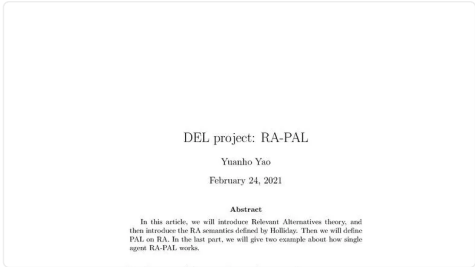 DEL project: RA-PAL
Yuanho Yao
February 24, 2021
Abstract
In this article, we will introduce Relevant Alternatives theory, and
then introduce the RA semantics defined by Holliday. Then we will define
PAL on RA. In the last part, we will give two example about how single
agent RA-PAL works.